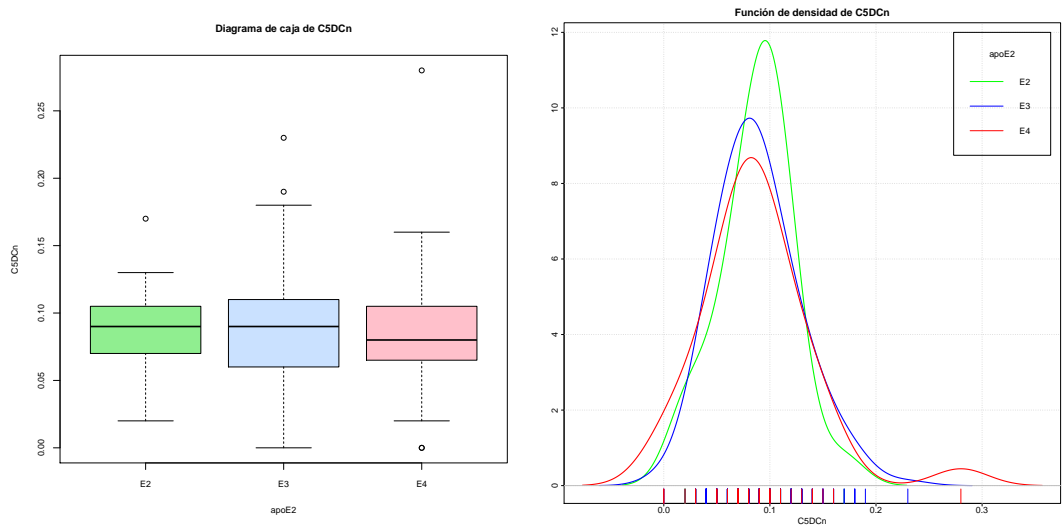 Diagrama de caja de C5DCn
C5DCn
0.25
0.20
0.15
0.10
0.05
0.00
E2 E3 E4
apoE2
Función de densidad de C5DCn
12
10
8
6
4
2
0
apoE2
E2
E3
E4
0.0 0.1 0.2 0.3
C5DCn